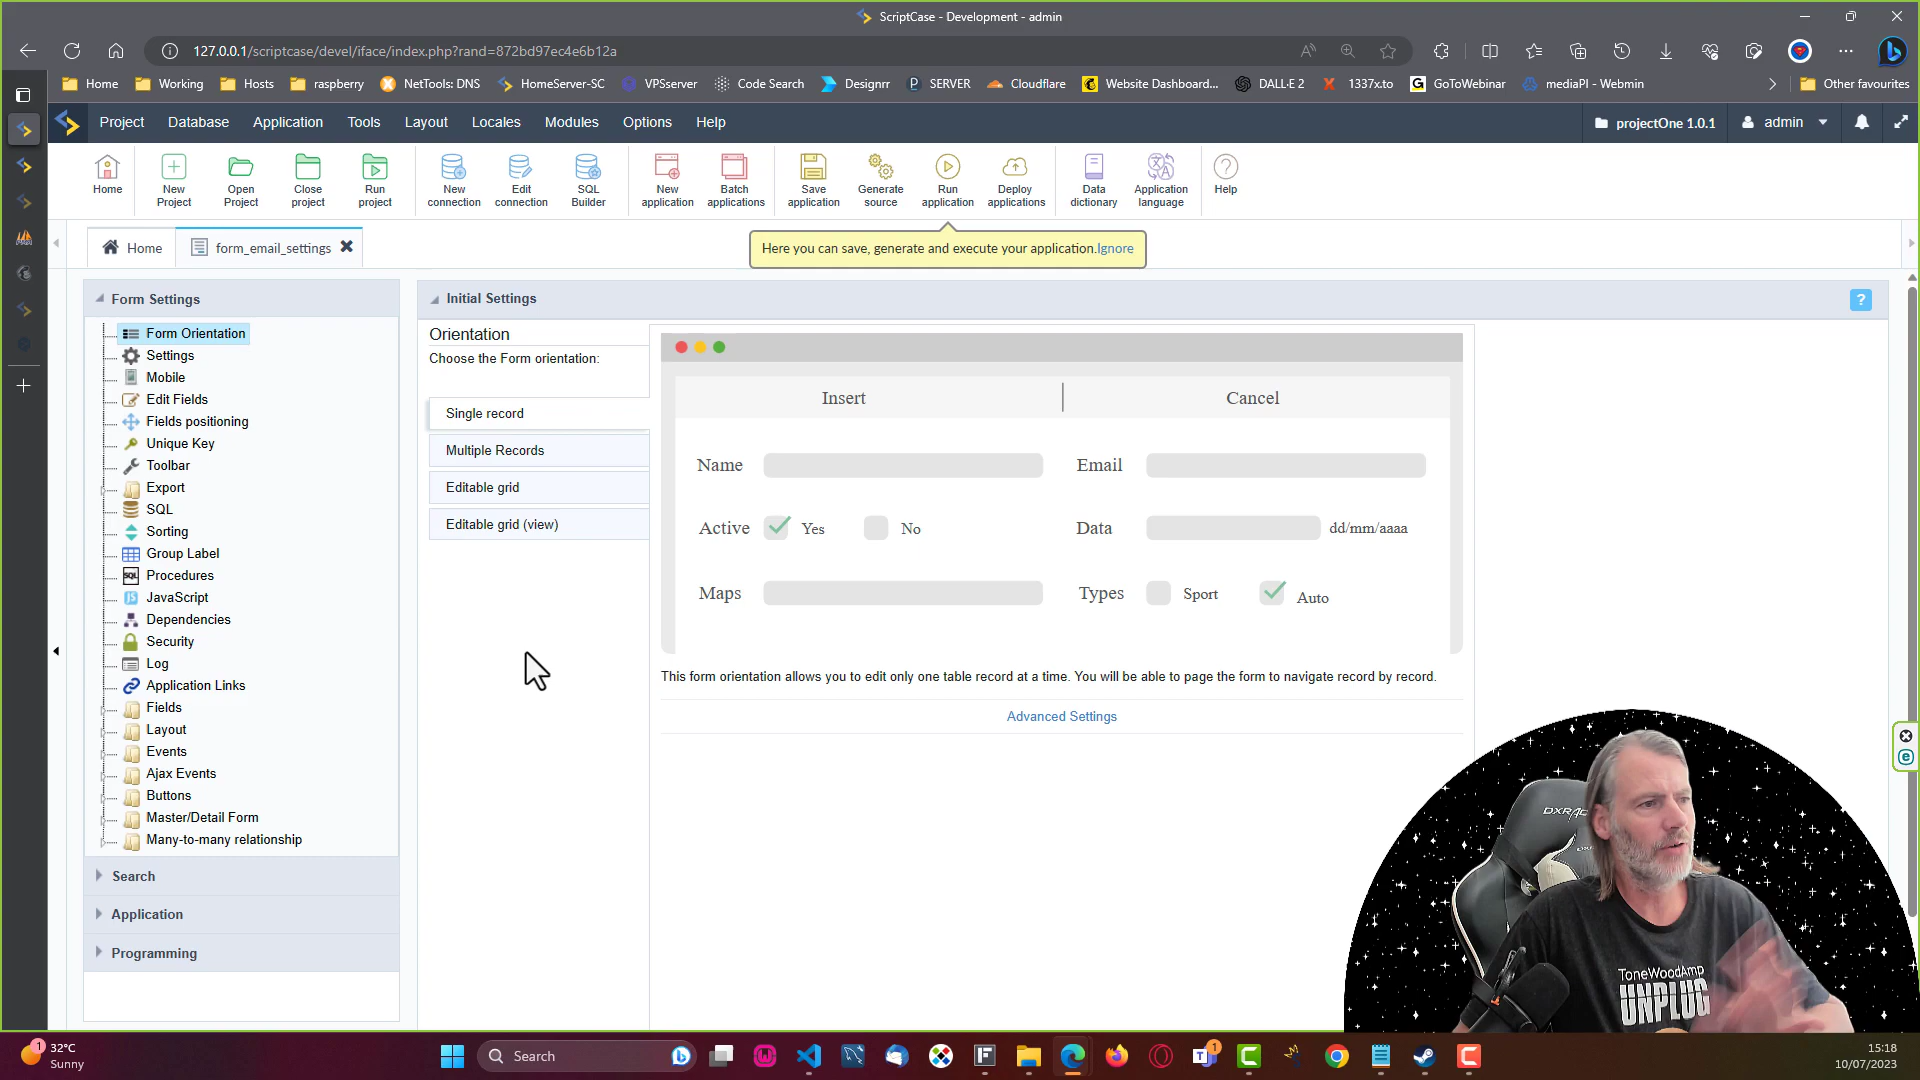 ScriptCase - Development - admin
127.0.0.1/scriptcase/devel/iface/index.php?rand=872bd97ec4e6b12a
Home Working Hosts raspberry NetTools: DNS HomeServer-SC VPSserver Code Search Designrr SERVER Cloudflare Website Dashboard... DALL·E 2 1337x.to GoToWebinar mediaPI - Webmin Other favourites
Project Database Application Tools Layout Locales Modules Options Help projectOne 1.0.1 admin
Home
New Project
Open Project
Close project
Run project
New connection
Edit connection
SQL Builder
New application
Batch applications
Save application
Generate source
Run application
Deploy applications
Data dictionary
Application language
Help
Home form_email_settings
Here you can save, generate and execute your application.Ignore
Form Settings
Form Orientation
Settings
Mobile
Edit Fields
Fields positioning
Unique Key
Toolbar
Export
SQL
Sorting
Group Label
Procedures
JavaScript
Dependencies
Security
Log
Application Links
Fields
Layout
Events
Ajax Events
Buttons
Master/Detail Form
Many-to-many relationship
Search
Application
Programming
Initial Settings ?
Orientation
Choose the Form orientation:
Single record
Multiple Records
Editable grid
Editable grid (view)
Insert Cancel
Name Email
Active Yes No Data dd/mm/aaaa
Maps Types Sport Auto
This form orientation allows you to edit only one table record at a time. You will be able to page the form to navigate record by record.
Advanced Settings
DXRAC
ToneWoodAmp
UNPLUG
1 32°C
Sunny
Search
1
15:18
10/07/2023